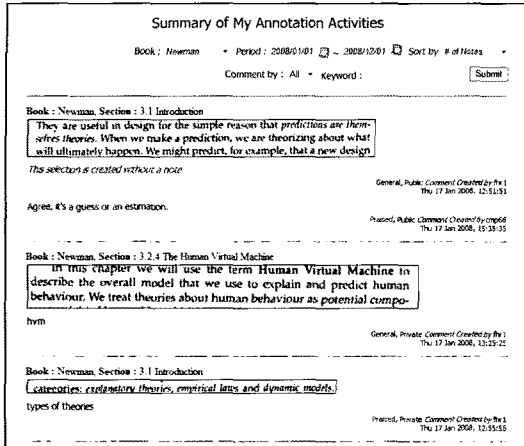 Summary of My Annotation Activities
Book : Newman Period : 2008/01/01 ~ 2008/12/01 Sort by # of Notes
Comment by : All Keyword : Submit
Book : Newman, Section : 3.1 Introduction
They are useful in design for the simple reason that predictions are them-
selves theories. When we make a prediction, we are theorizing about what
will ultimately happen. We might predict, for example, that a new design
This selection is created without a note
General, Public Comment Created by fhr1
Thu 17 Jan 2008, 12:51:51
Agree, it's a guess or an estimation.
Praised, Public Comment Created by cmp66
Thu 17 Jan 2008, 15:35:35
Book : Newman, Section : 3.2.4 The Human Virtual Machine
In this chapter we will use the term Human Virtual Machine to
describe the overall model that we use to explain and predict human
behaviour. We treat theories about human behaviour as potential compo-
hvm
General, Private Comment Created by fhr1
Thu 17 Jan 2008, 13:25:25
Book : Newman, Section : 3.1 Introduction
categories: explanatory theories, empirical laws and dynamic models.
types of theories
Praised, Private Comment Created by fhr1
Thu 17 Jan 2008, 12:55:55